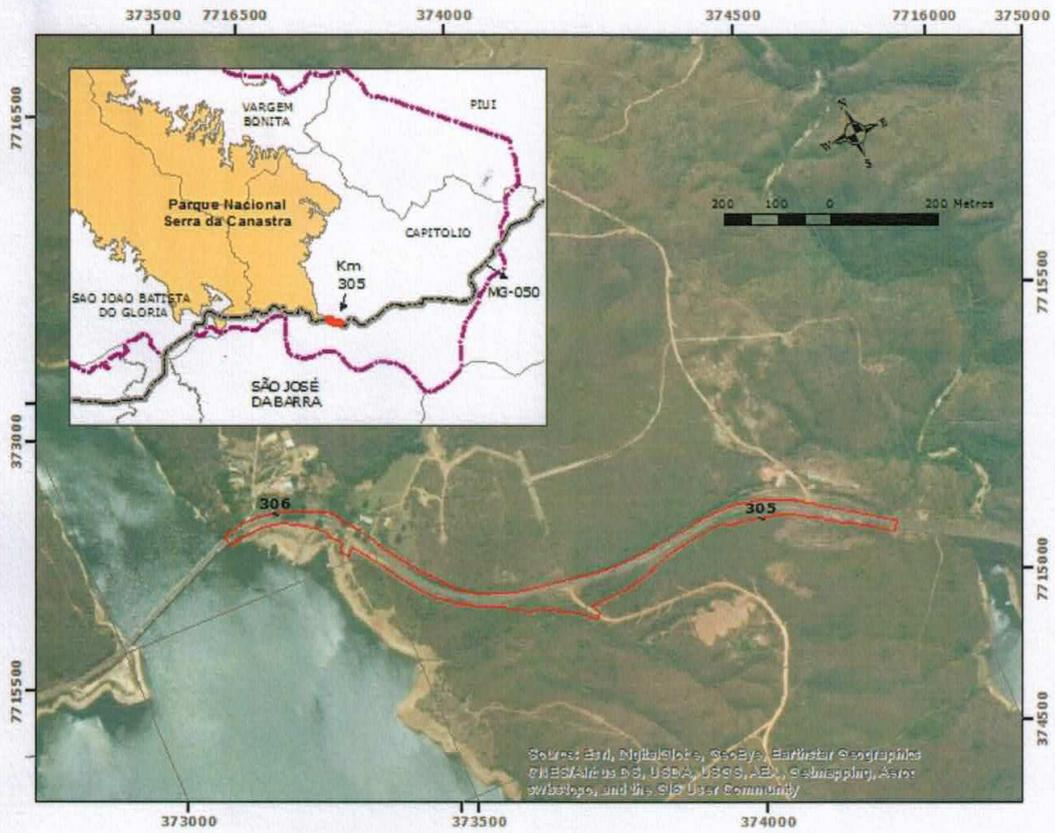 373500 7716500 374000 374500 7716000 375000
7716500
VARGEM
BONITA
PIUI
N
E
W
S
Parque Nacional
Serra da Canastra
200 100 0 200 Metros
CAPITOLIO
Km
305
7715500
MG-050
SAO JOAO BATISTA
DO GLORIA
SÃO JOSÉ
DA BARRA
373000
306
305
7715000
7715500
374500
Source: Esri, DigitalGlobe, GeoEye, Earthstar Geographics
CNES/Airbus DS, USDA, USGS, AEX, Getmapping, Aerog
swisstopo, and the GIS User Community
373000 373500 374000